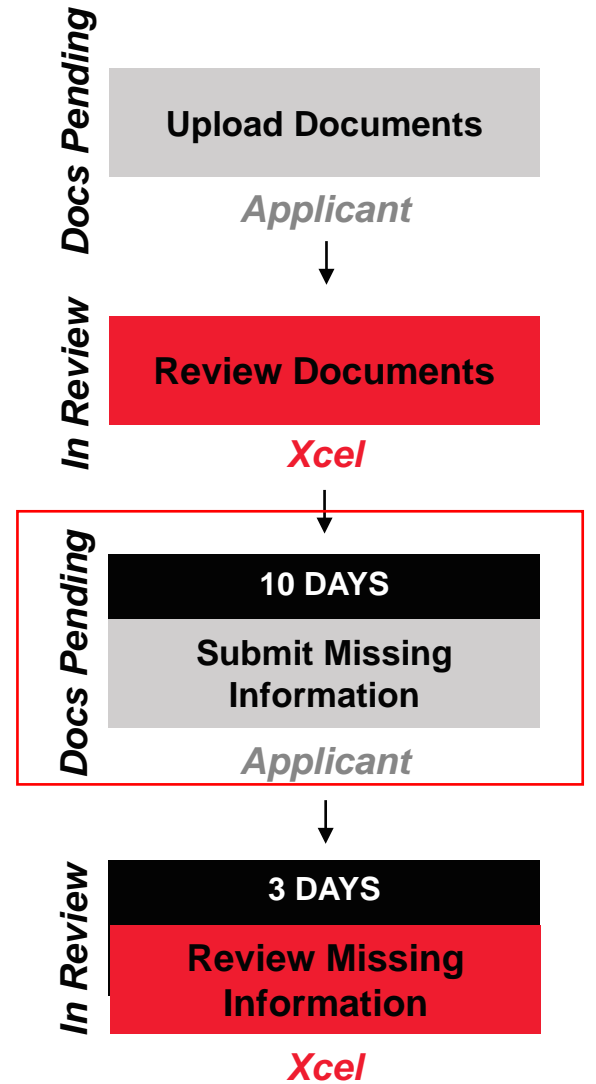 Docs Pending
Upload Documents
Applicant
In Review
Review Documents
Xcel
Docs Pending
10 DAYS
Submit Missing
Information
Applicant
In Review
3 DAYS
Review Missing
Information
Xcel